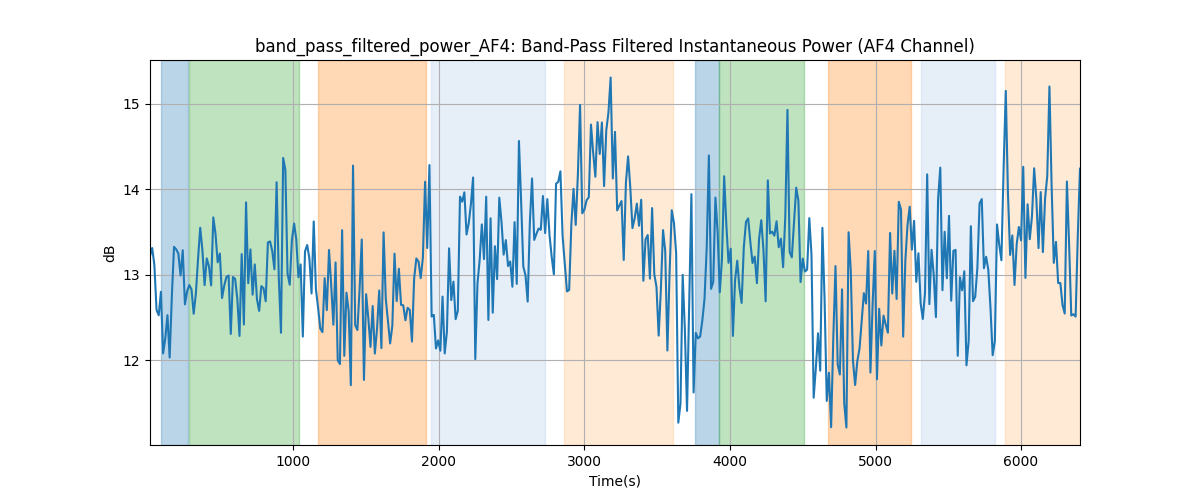 band_pass_filtered_power_AF4: Band-Pass Filtered Instantaneous Power (AF4 Channel)
15
14
13
12
dB
1000 2000 3000 4000 5000 6000
Time(s)